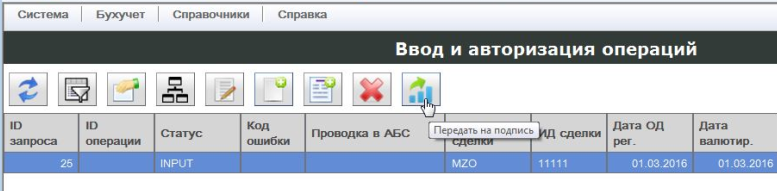 Система Бухучет Справочники Справка
Ввод и авторизация операций
Передать на подпись
ID запроса ID операции Статус Код ошибки Проводка в АБС сделки ИД сделки Дата ОД рег. Дата валютир.
25 INPUT MZO 11111 01.03.2016 01.03.2016